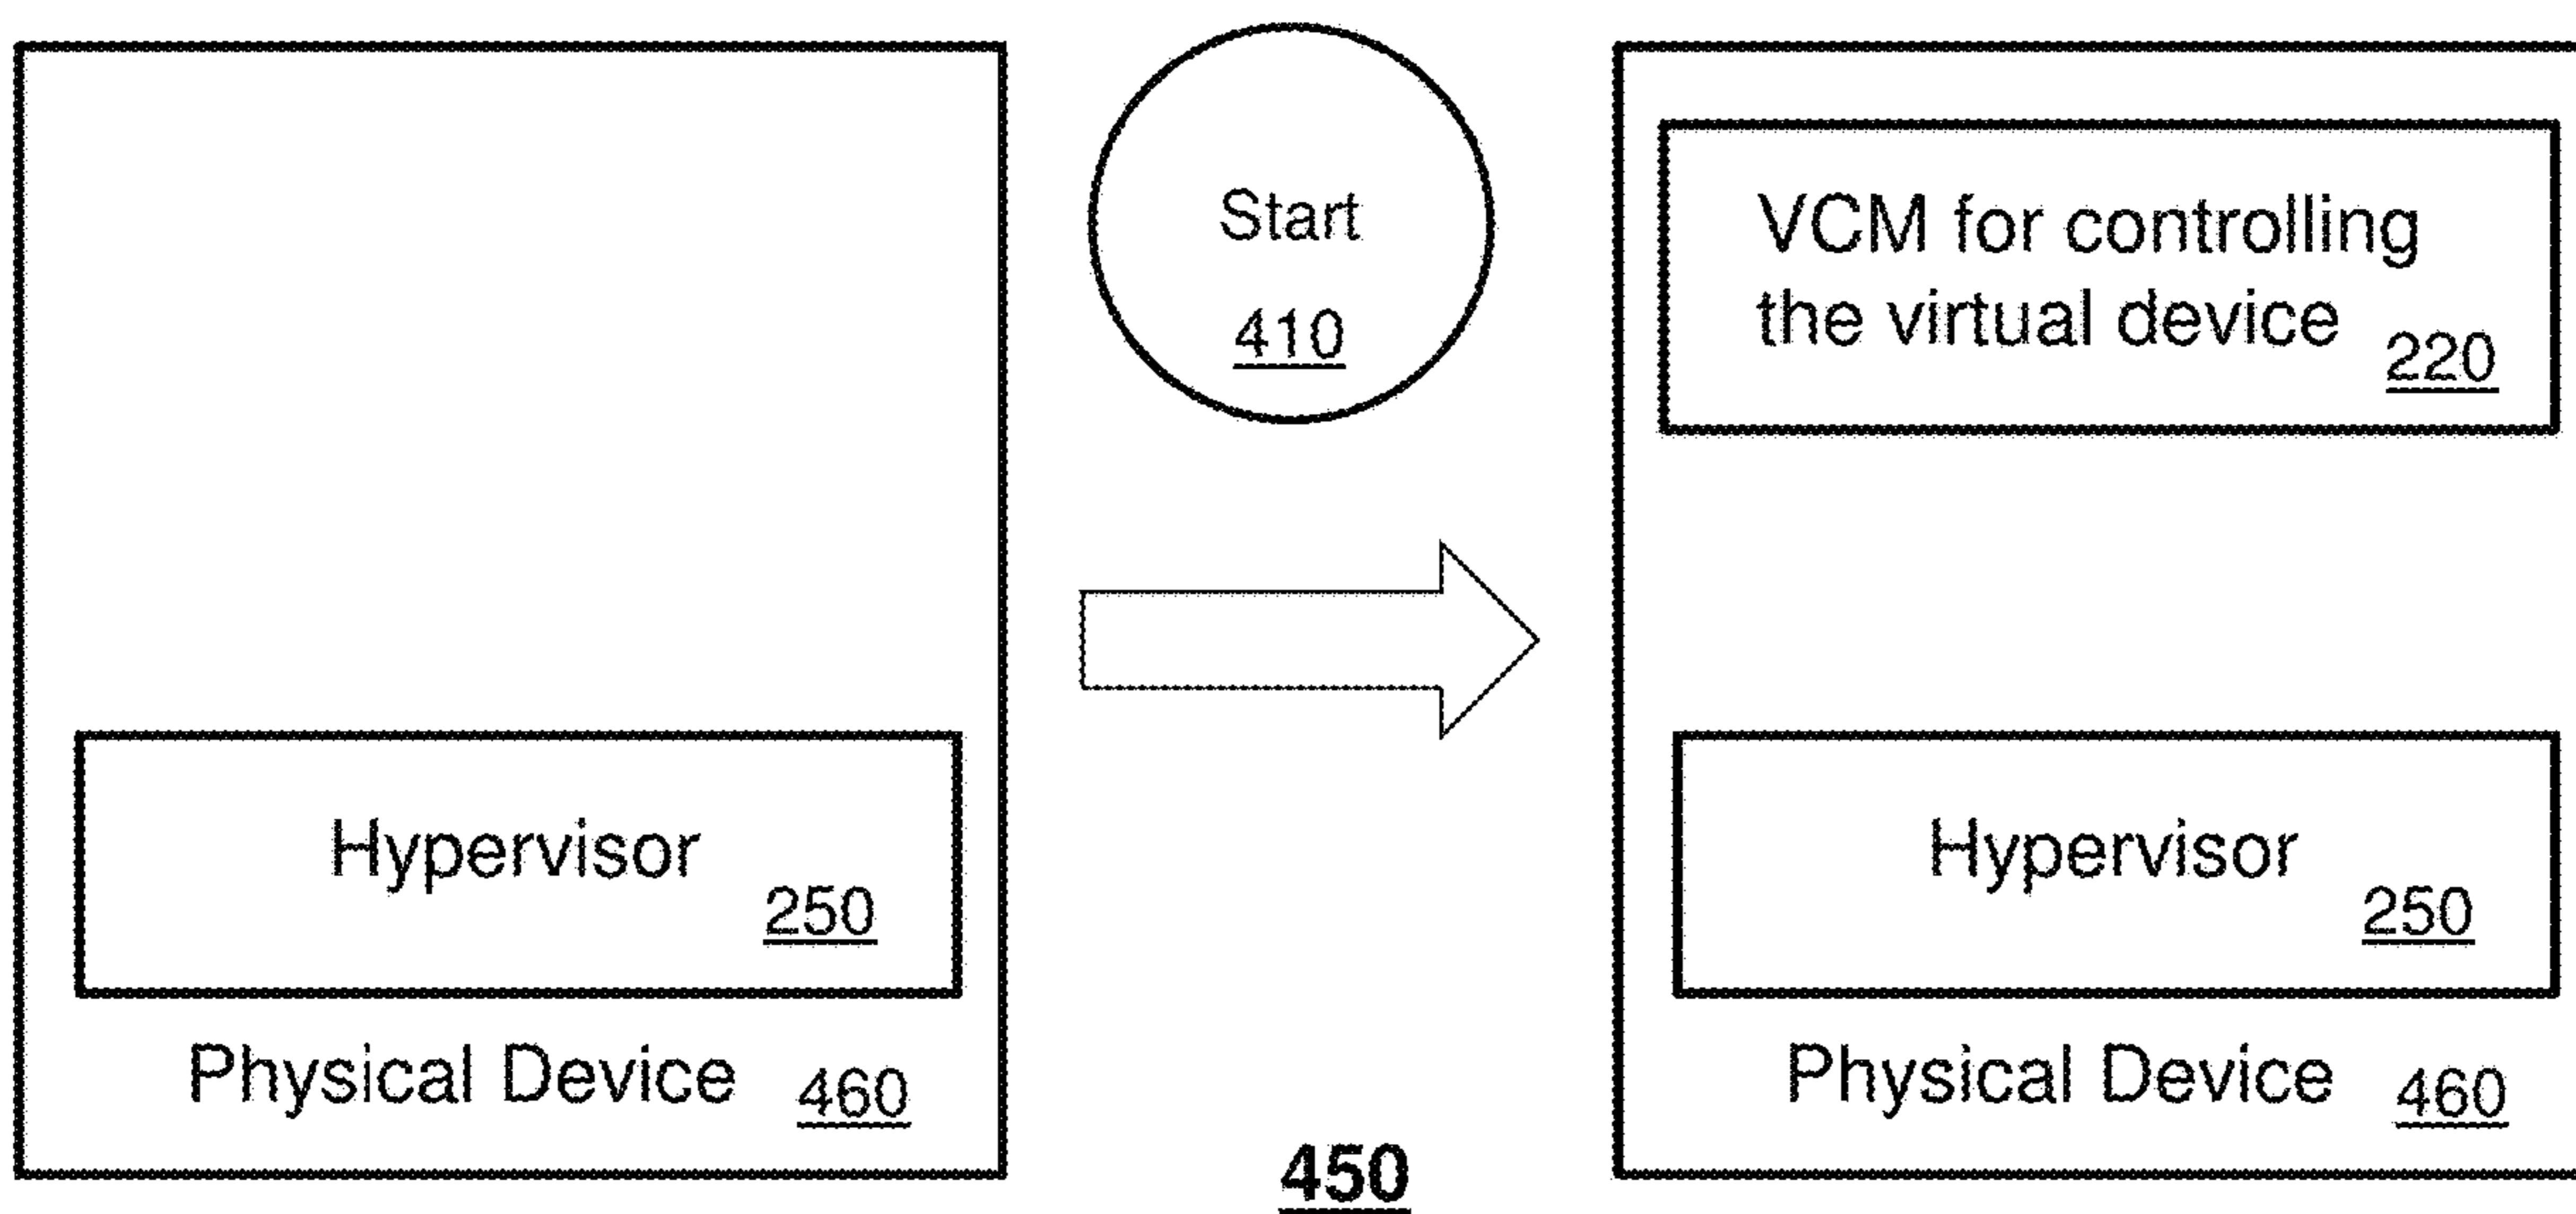 Hypervisor
250
Physical Device 460
Start
410
VCM for controlling
the virtual device 220
Hypervisor
250
Physical Device 460
450